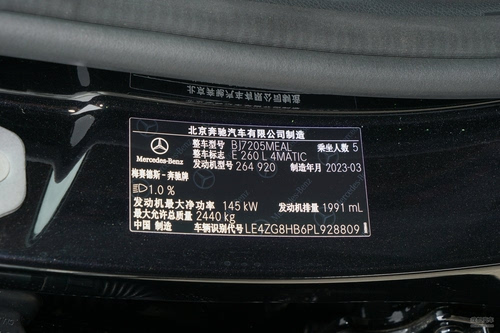 北京奔驰汽车有限公司制造
整车型号 BJ7205MEAL 乘坐人数 5
整车标志 E 260 L 4MATIC
Mercedes-Benz
发动机型号 264 920 制造年月 2023-03
梅赛德斯-奔驰牌
1.0 %
发动机最大净功率 145 kW 发动机排量 1991 mL
最大允许总质量 2440 kg
中国 制造 车辆识别代号 LE4ZG8HB6PL928809